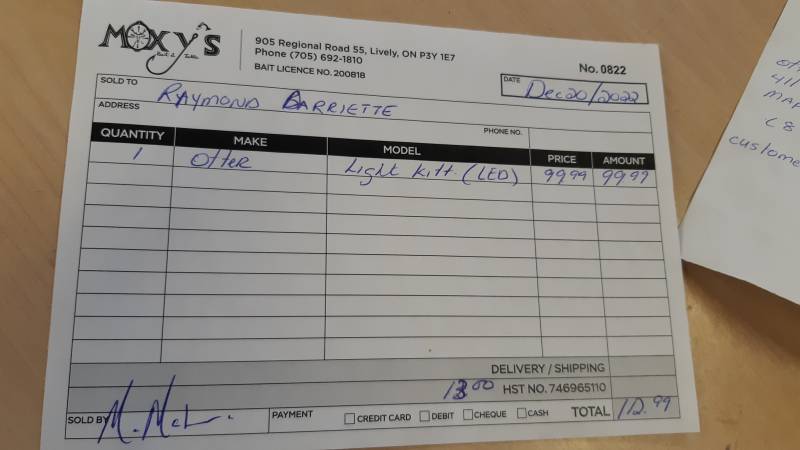 MOXY'S
Bait & Tackle
905 Regional Road 55, Lively, ON P3Y 1E7
Phone (705) 692-1810
BAIT LICENCE NO. 200818
No. 0822
DATE Dec 20/2022
SOLD TO RAYMOND BARRIETTE
ADDRESS
PHONE NO.
QUANTITY MAKE MODEL PRICE AMOUNT
1 Otter Light Kitt (LED) 99.99 99.99
DELIVERY / SHIPPING
13.00 HST NO. 746965110
SOLD BY PAYMENT CREDIT CARD DEBIT CHEQUE CASH TOTAL 112.99
custome